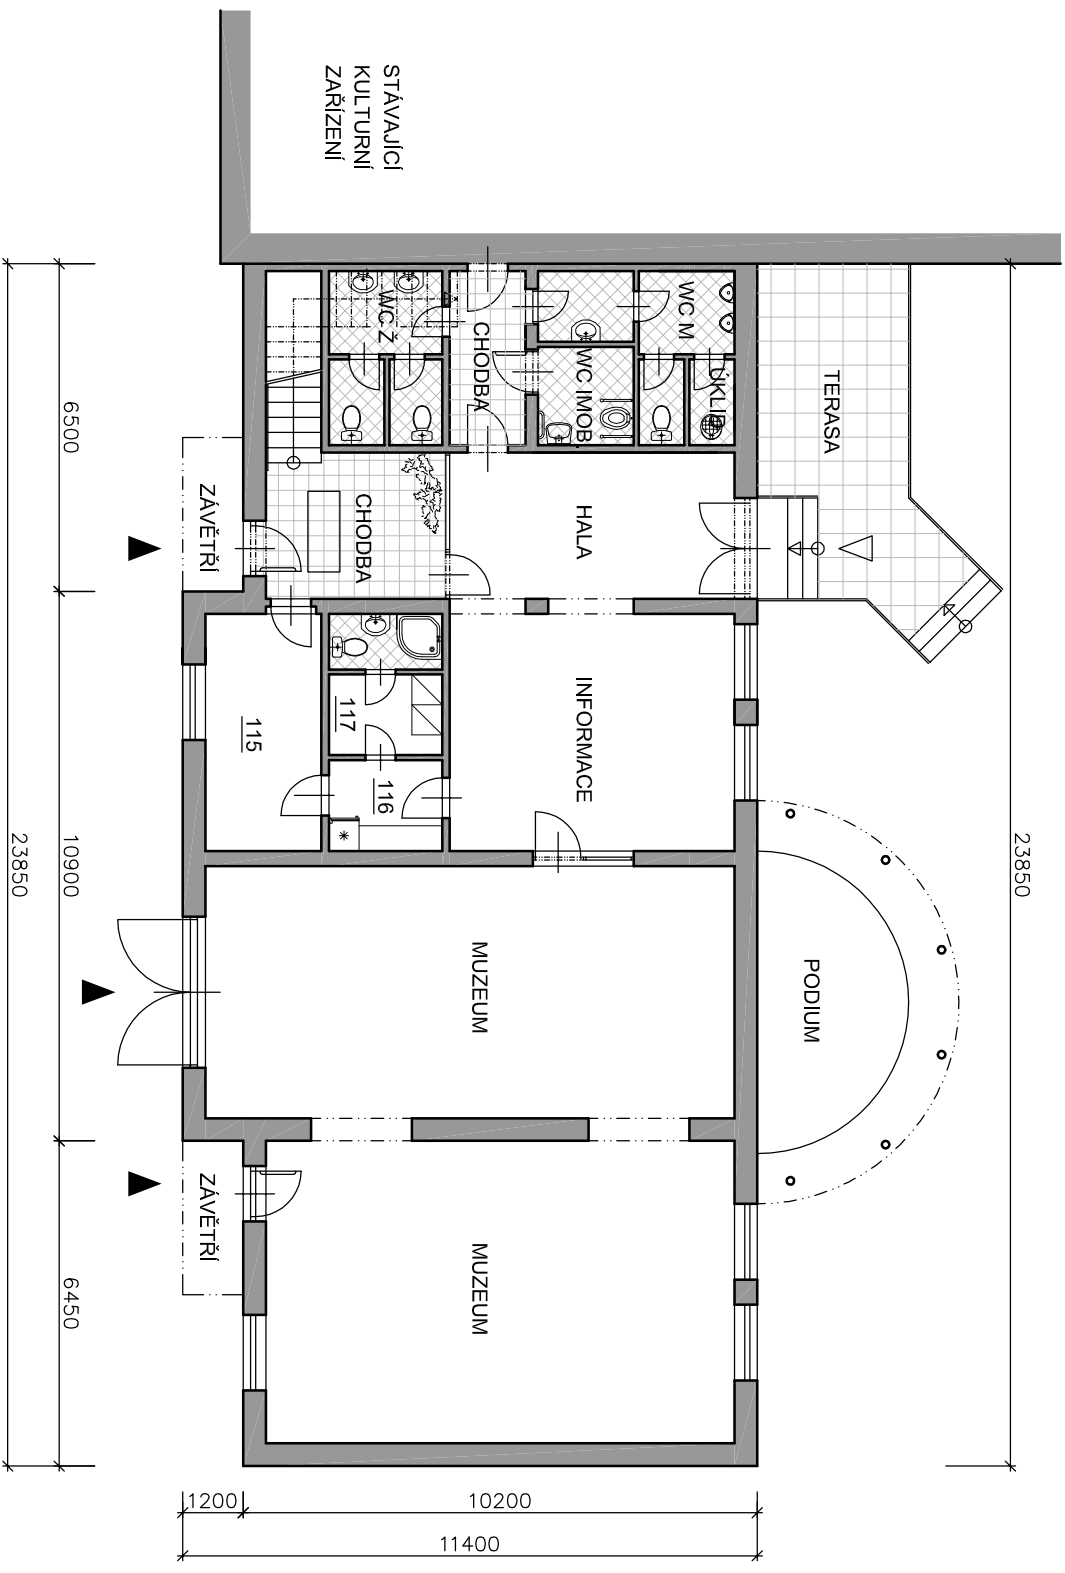 STÁVAJÍCÍ
KULTURNÍ
ZAŘÍZENÍ
TERASA
WC M
ÚKLID
WC IMOB
WC Ž
CHODBA
HALA
CHODBA
ZÁVĚTŘÍ
INFORMACE
115
116
117
*
MUZEUM
PODIUM
MUZEUM
ZÁVĚTŘÍ
23850
6500
10900
6450
23850
1200
10200
11400